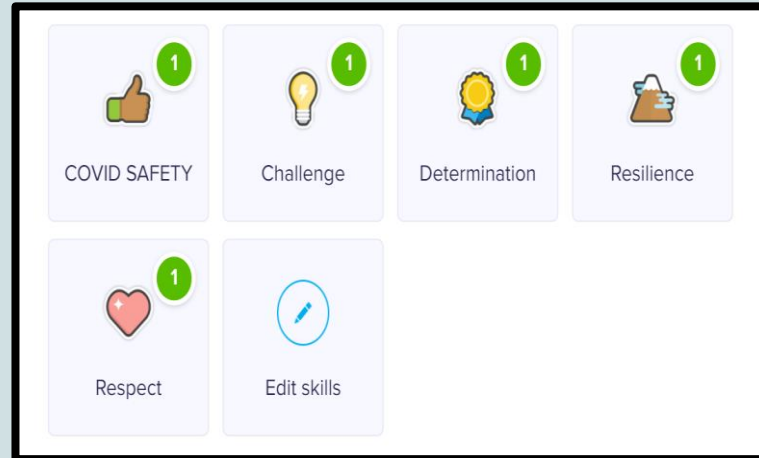 1 1 1 1
COVID SAFETY Challenge Determination Resilience
1
Respect Edit skills